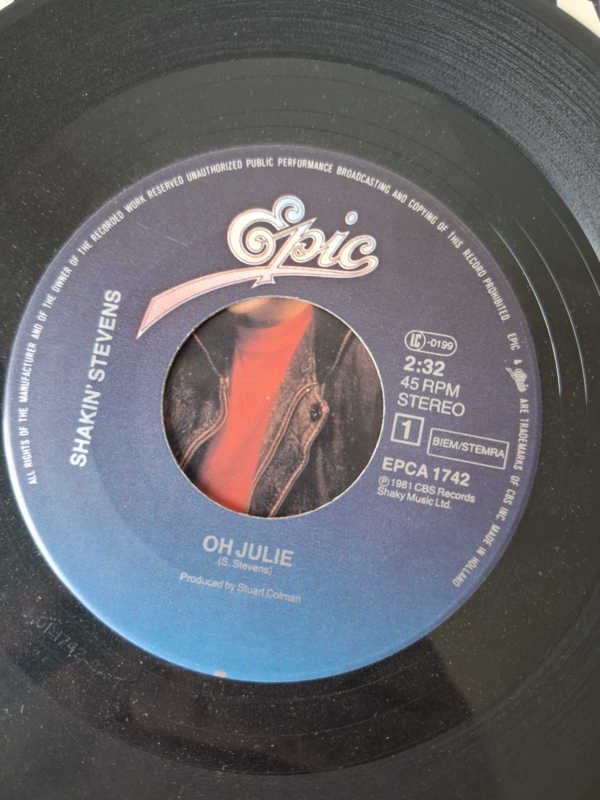 ALL RIGHTS OF THE MANUFACTURER AND OF THE OWNER OF THE RECORDED WORK RESERVED UNAUTHORIZED PUBLIC PERFORMANCE BROADCASTING AND COPYING OF THIS RECORD PROHIBITED EPIC & Epic ARE TRADEMARKS OF CBS INC. MADE IN HOLLAND
Epic
SHAKIN' STEVENS
LC -0199
2:32
45 RPM
STEREO
1 BIEM/STEMRA
EPCA 1742
℗ 1981 CBS Records
Shaky Music Ltd.
OH JULIE
(S. Stevens)
Produced by Stuart Colman